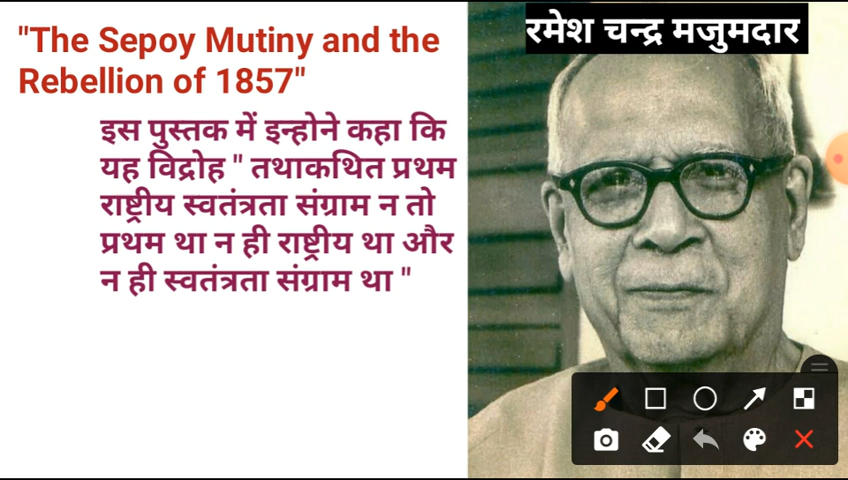 "The Sepoy Mutiny and the
Rebellion of 1857"
रमेश चन्द्र मजुमदार
इस पुस्तक में इन्होने कहा कि
यह विद्रोह " तथाकथित प्रथम
राष्ट्रीय स्वतंत्रता संग्राम न तो
प्रथम था न ही राष्ट्रीय था और
न ही स्वतंत्रता संग्राम था "